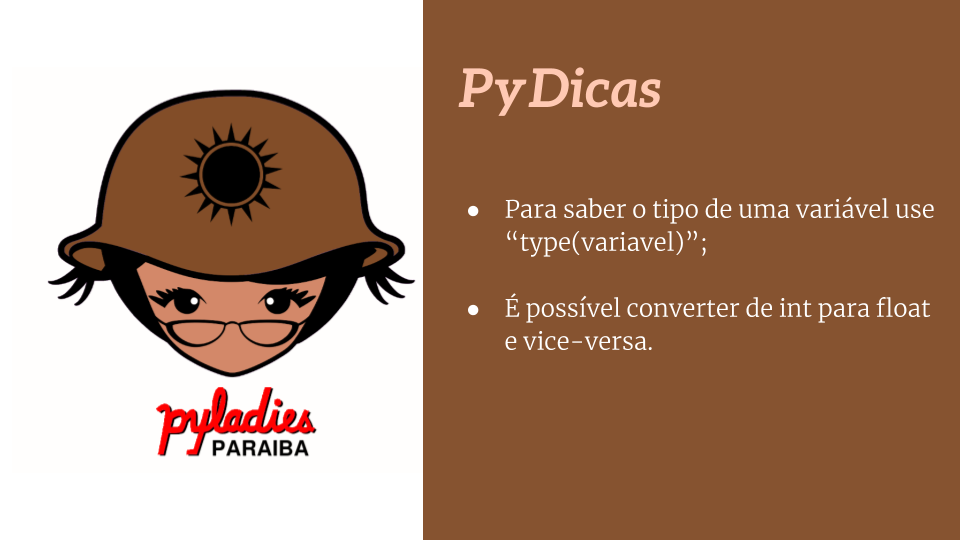 PyDicas
● Para saber o tipo de uma variável use
“type(variavel)”;
● É possível converter de int para float
e vice-versa.
pyladies
PARAIBA